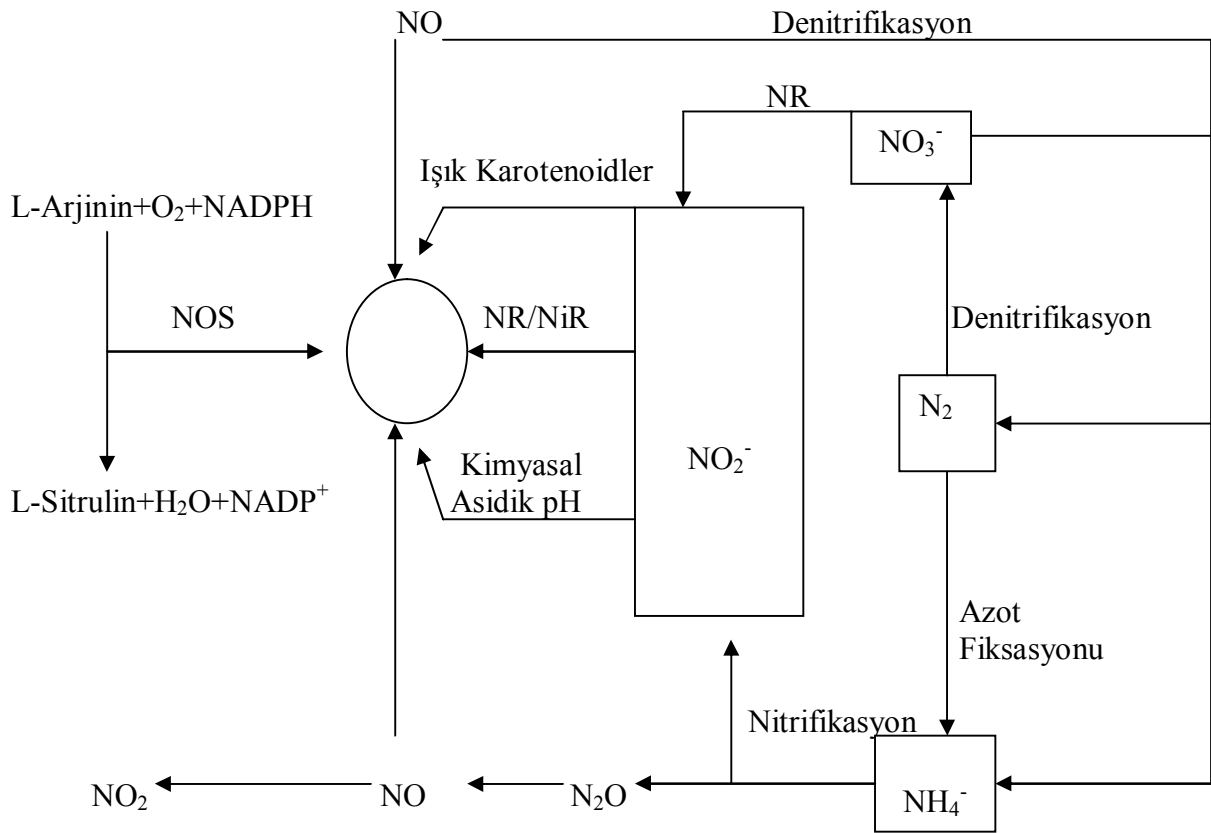 NO
Denitrifikasyon
NR
NO₃⁻
Işık Karotenoidler
L-Arjinin+O₂+NADPH
NOS
NR/NiR
Denitrifikasyon
N₂
NO₂⁻
Kimyasal
Asidik pH
L-Sitrulin+H₂O+NADP⁺
Azot
Fiksasyonu
Nitrifikasyon
NO₂
NO
N₂O
NH₄⁻